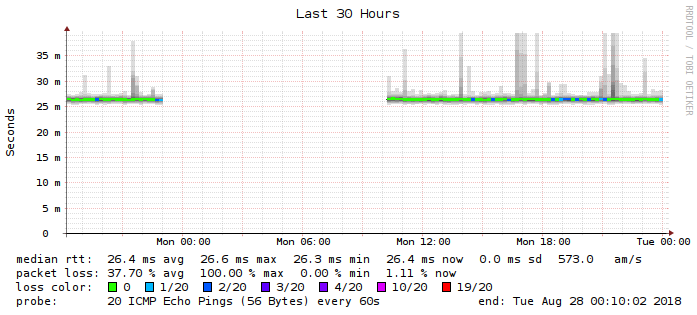 Last 30 Hours
RRDTOOL / TOBI OETIKER
Seconds
35 m
30 m
25 m
20 m
15 m
10 m
5 m
0
Mon 00:00 Mon 06:00 Mon 12:00 Mon 18:00 Tue 00:00
median rtt: 26.4 ms avg 26.6 ms max 26.3 ms min 26.4 ms now 0.0 ms sd 573.0 am/s
packet loss: 37.70 % avg 100.00 % max 0.00 % min 1.11 % now
loss color: 0 1/20 2/20 3/20 4/20 10/20 19/20
probe: 20 ICMP Echo Pings (56 Bytes) every 60s end: Tue Aug 28 00:10:02 2018